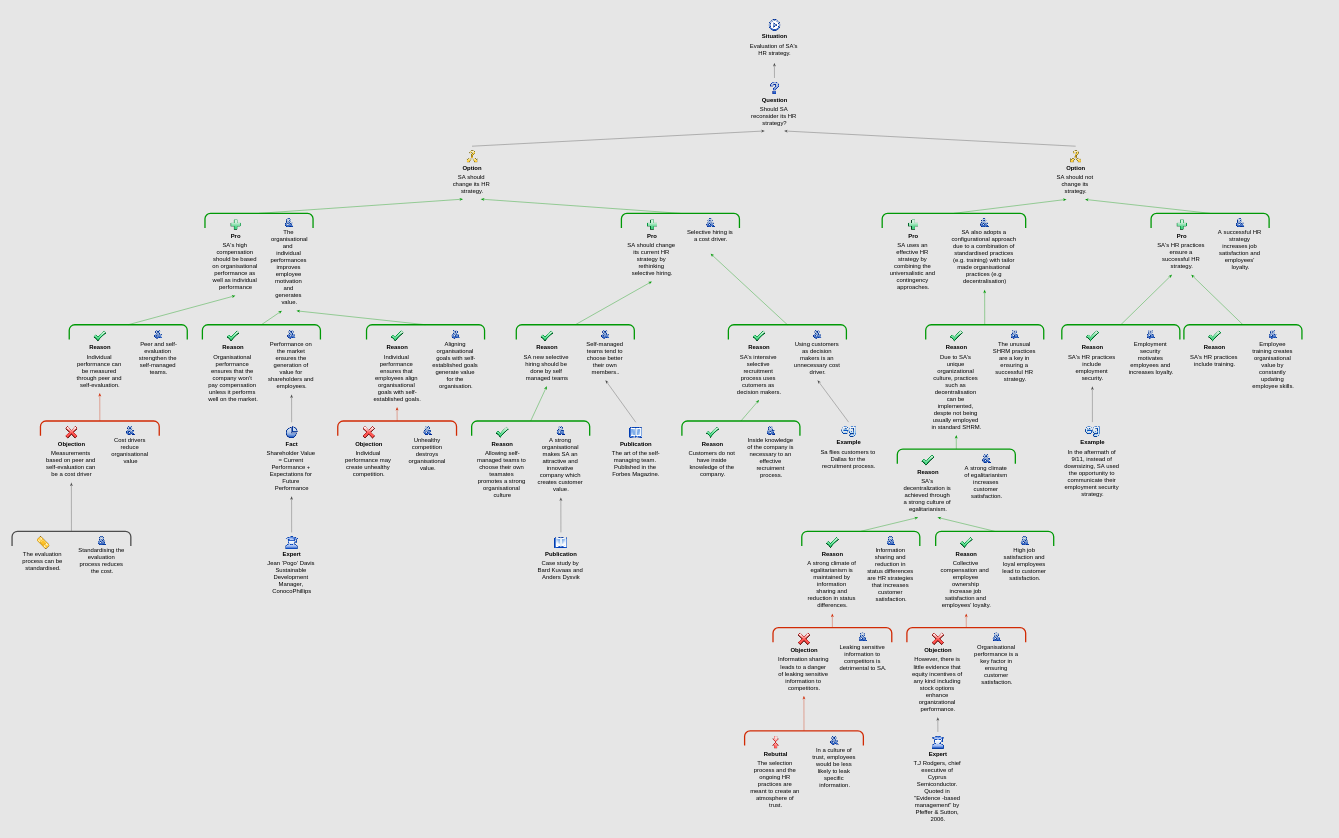 Situation
Evaluation of SA's
HR strategy.
Question
Should SA
reconsider its HR
strategy?
Option
SA should
change its HR
strategy.
Option
SA should not
change its
strategy.
Pro
SA's high
compensation
should be based
on organisational
performance as
well as individual
performance
The
organisational
and
individual
performances
improves
employee
motivation
and
generates
value.
Pro
SA should change
its current HR
strategy by
rethinking
selective hiring.
Selective hiring is
a cost driver.
Pro
SA uses an
effective HR
strategy by
combining the
universalistic and
contingency
approaches.
SA also adopts a
configurational approach
due to a combination of
standardised practices
(e.g. training) with tailor
made organisational
practices (e.g
decentralisation)
Pro
SA's HR practices
ensure a
successful HR
strategy.
A successful HR
strategy
increases job
satisfaction and
employees'
loyalty.
Reason
Individual
performance can
be measured
through peer and
self-evaluation.
Peer and self-
evaluation
strengthen the
self-managed
teams.
Reason
Organisational
performance
ensures that the
company won't
pay compensation
unless it performs
well on the market.
Performance on
the market
ensures the
generation of
value for
shareholders and
employees.
Reason
Individual
performance
ensures that
employees align
organisational
goals with self-
established goals.
Aligning
organisational
goals with self-
established goals
generate value
for the
organisation.
Reason
SA new selective
hiring should be
done by self
managed teams
Self-managed
teams tend to
choose better
their own
members..
Reason
SA's intensive
selective
recruitment
process uses
cutomers as
decision makers.
Using customers
as decision
makers is an
unnecessary cost
driver.
Reason
Due to SA's
unique
organizational
culture, practices
such as
decentralisation
can be
implemented,
despite not being
usually employed
in standard SHRM.
The unusual
SHRM practices
are a key in
ensuring a
successful HR
strategy.
Reason
SA's HR practices
include
employment
security.
Employment
security
motivates
employees and
increases loyalty.
Reason
SA's HR practices
include training.
Employee
training creates
organisational
value by
constantly
updating
employee skills.
Objection
Measurements
based on peer and
self-evaluation can
be a cost driver
Cost drivers
reduce
organisational
value
Fact
Shareholder Value
= Current
Performance +
Expectations for
Future
Performance
Objection
Individual
performance may
create unhealthy
competition.
Unhealthy
competition
destroys
organisational
value.
Reason
Allowing self-
managed teams to
choose their own
teamates
promotes a strong
organisational
culture
A strong
organisational
makes SA an
attractive and
innovative
company which
creates customer
value.
Publication
The art of the self-
managing team.
Published in the
Forbes Magazine.
Reason
Customers do not
have inside
knowledge of the
company.
Inside knowledge
of the company is
necessary to an
effective
recruitment
process.
Example
Sa flies customers to
Dallas for the
recruitment process.
Reason
SA's
decentralization is
achieved through
a strong culture of
egalitarianism.
A strong climate
of egalitarianism
increases
customer
satisfaction.
Example
In the aftermath of
9/11, instead of
downsizing, SA used
the opportunity to
communicate their
employment security
strategy.
The evaluation
process can be
standardised.
Standardising the
evaluation
process reduces
the cost.
Expert
Jean 'Pogo' Davis
Sustainable
Development
Manager,
ConocoPhillips
Publication
Case study by
Bard Kuvaas and
Anders Dysvik
Reason
A strong climate of
egalitarianism is
maintained by
information
sharing and
reduction in status
differences.
Information
sharing and
reduction in
status differences
are HR strategies
that increases
customer
satisfaction.
Reason
Collective
compensation and
employee
ownership
increase job
satisfaction and
employees' loyalty.
High job
satisfaction and
loyal employees
lead to customer
satisfaction.
Objection
Information sharing
leads to a danger
of leaking sensitive
information to
competitors.
Leaking sensitive
information to
competitors is
detrimental to SA.
Objection
However, there is
little evidence that
equity incentives of
any kind including
stock options
enhance
organizational
performance.
Organisational
performance is a
key factor in
ensuring
customer
satisfaction.
Rebuttal
The selection
process and the
ongoing HR
practices are
meant to create an
atmosphere of
trust.
In a culture of
trust, employees
would be less
likely to leak
specific
information.
Expert
T.J Rodgers, chief
executive of
Cyprus
Semiconductor.
Quoted in
"Evidence -based
management" by
Pfeffer & Sutton,
2006.